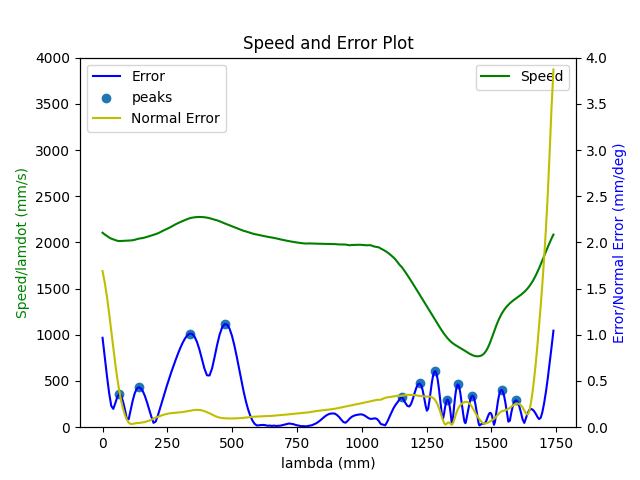 Speed and Error Plot
Error
peaks
Normal Error
Speed
Speed/lamdot (mm/s)
4000
3500
3000
2500
2000
1500
1000
500
0
4.0
3.5
3.0
2.5
2.0
1.5
1.0
0.5
0.0
Error/Normal Error (mm/deg)
0 250 500 750 1000 1250 1500 1750
lambda (mm)